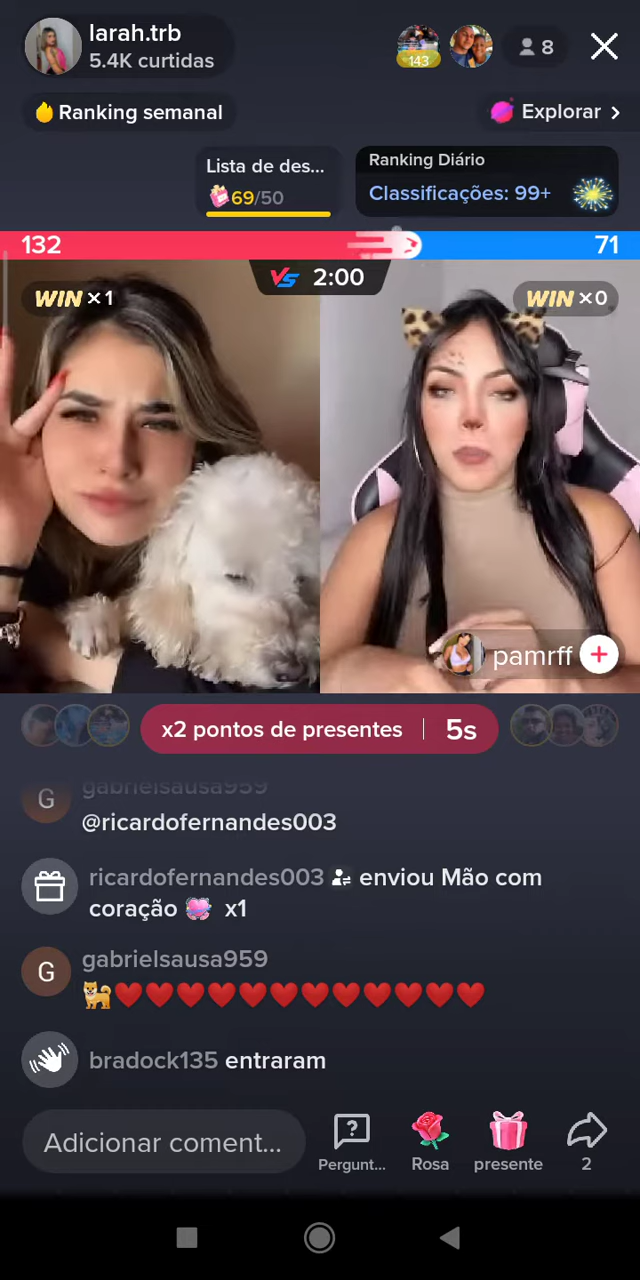 larah.trb
5.4K curtidas
143
8
Ranking semanal
Explorar
Lista de des...
69/50
Ranking Diário
Classificações: 99+
132
71
VS 2:00
WIN ×1
WIN ×0
pamrff
x2 pontos de presentes | 5s
gabrielsausa959
G
@ricardofernandes003
ricardofernandes003 enviou Mão com
coração x1
gabrielsausa959
G
🐕❤️❤️❤️❤️❤️❤️❤️❤️❤️❤️❤️❤️
bradock135 entraram
Adicionar coment...
Pergunt...
Rosa
presente
2